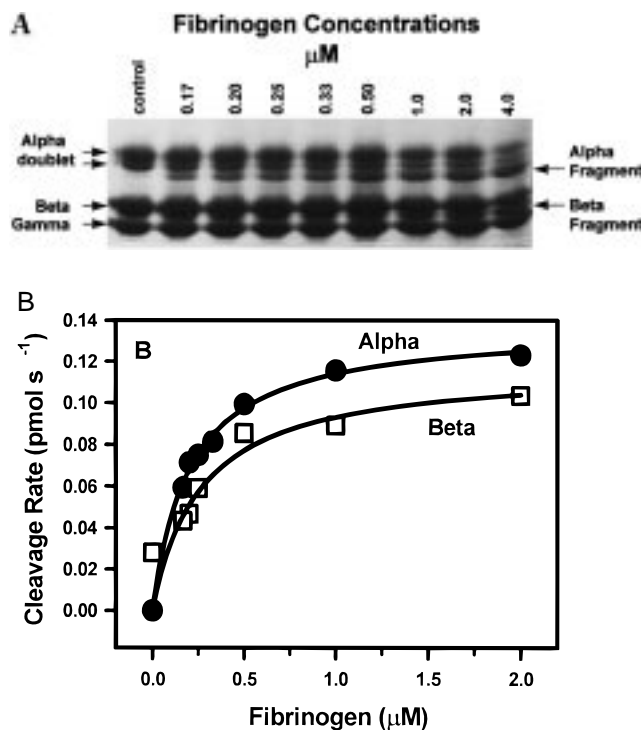 A
Fibrinogen Concentrations
μM
control 0.17 0.20 0.25 0.33 0.50 1.0 2.0 4.0
Alpha doublet
Alpha Fragment
Beta
Beta Fragment
Gamma
B
B
Alpha
Beta
Cleavage Rate (pmol s⁻¹)
0.14
0.12
0.10
0.08
0.06
0.04
0.02
0.00
0.0 0.5 1.0 1.5 2.0
Fibrinogen (μM)